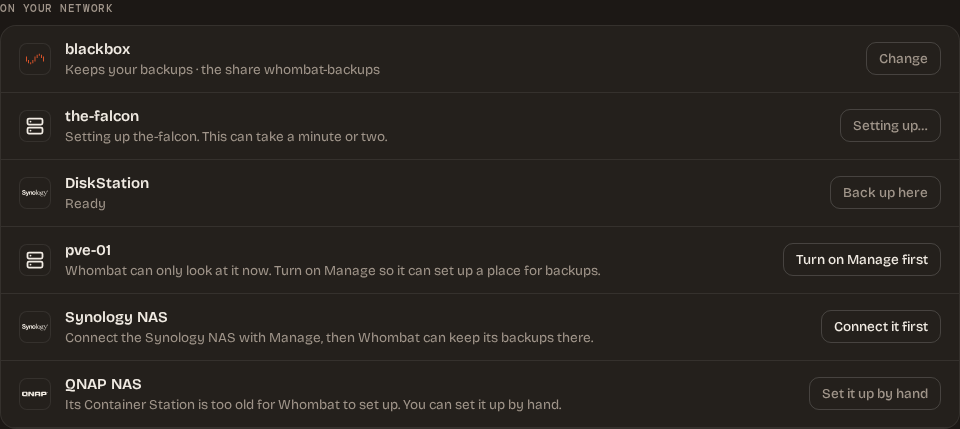 ON YOUR NETWORK
blackbox
Keeps your backups · the share whombat-backups
Change
the-falcon
Setting up the-falcon. This can take a minute or two.
Setting up...
Synology
DiskStation
Ready
Back up here
pve-01
Whombat can only look at it now. Turn on Manage so it can set up a place for backups.
Turn on Manage first
Synology
Synology NAS
Connect the Synology NAS with Manage, then Whombat can keep its backups there.
Connect it first
QNAP
QNAP NAS
Its Container Station is too old for Whombat to set up. You can set it up by hand.
Set it up by hand